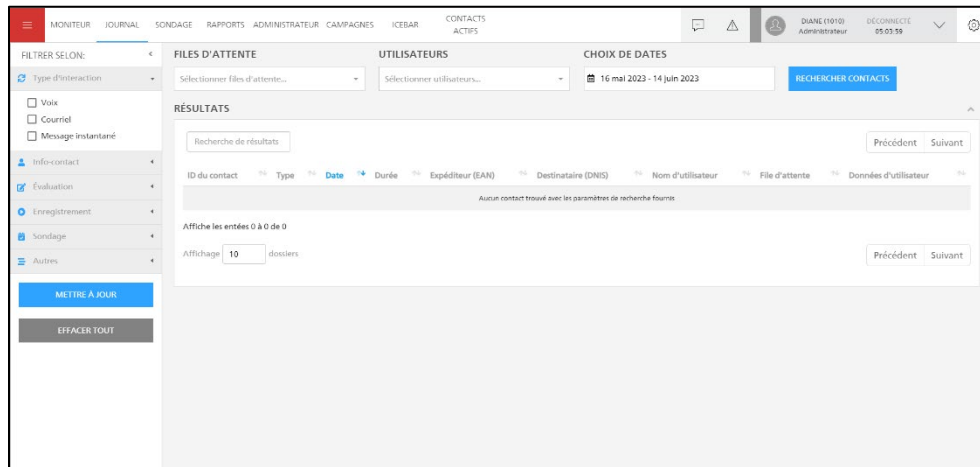 MONITEUR JOURNAL SONDAGE RAPPORTS ADMINISTRATEUR CAMPAGNES ICEBAR CONTACTS ACTIFS
DIANE (1010) DÉCONNECTÉ
Administrateur 05:03:59
FILTRER SELON:
Type d'interaction
Voix
Courriel
Message instantané
Info-contact
Évaluation
Enregistrement
Sondage
Autres
METTRE À JOUR
EFFACER TOUT
FILES D'ATTENTE UTILISATEURS CHOIX DE DATES
Sélectionner files d'attente... Sélectionner utilisateurs... 16 mai 2023 - 14 juin 2023 RECHERCHER CONTACTS
RÉSULTATS
Recherche de résultats Précédent Suivant
ID du contact Type Date Durée Expéditeur (EAN) Destinataire (DNIS) Nom d'utilisateur File d'attente Données d'utilisateur
Aucun contact trouvé avec les paramètres de recherche fournis
Affiche les entées 0 à 0 de 0
Affichage 10 dossiers Précédent Suivant